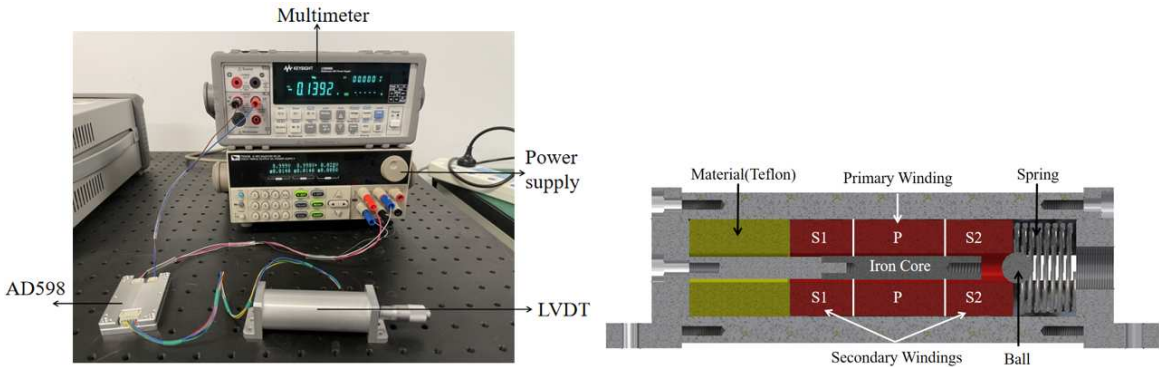 Multimeter
KEYSIGHT
0.1392
Power
supply
AD598
LVDT
Material(Teflon)
Primary Winding
Spring
S1
P
S2
Iron Core
S1
P
S2
Secondary Windings
Ball